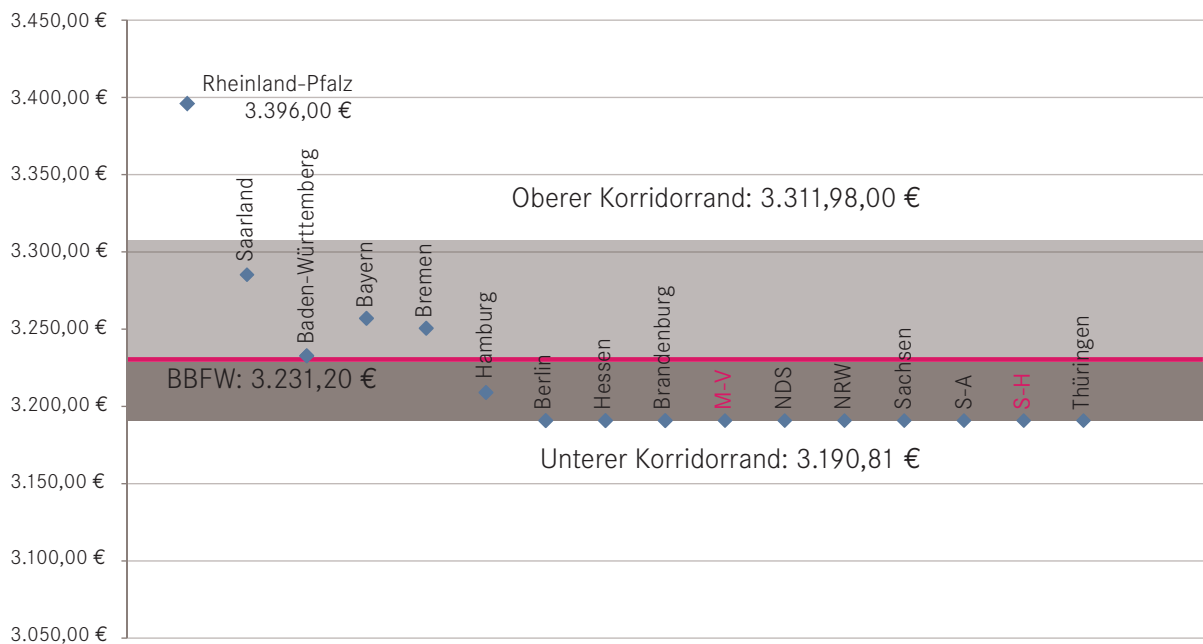 3.450,00 €
3.400,00 €
3.350,00 €
3.300,00 €
3.250,00 €
3.200,00 €
3.150,00 €
3.100,00 €
3.050,00 €
Rheinland-Pfalz
3.396,00 €
Saarland
Baden-Württemberg
Bayern
Bremen
Hamburg
Berlin
Hessen
Brandenburg
M-V
NDS
NRW
Sachsen
S-A
S-H
Thüringen
Oberer Korridorrand: 3.311,98,00 €
BBFW: 3.231,20 €
Unterer Korridorrand: 3.190,81 €